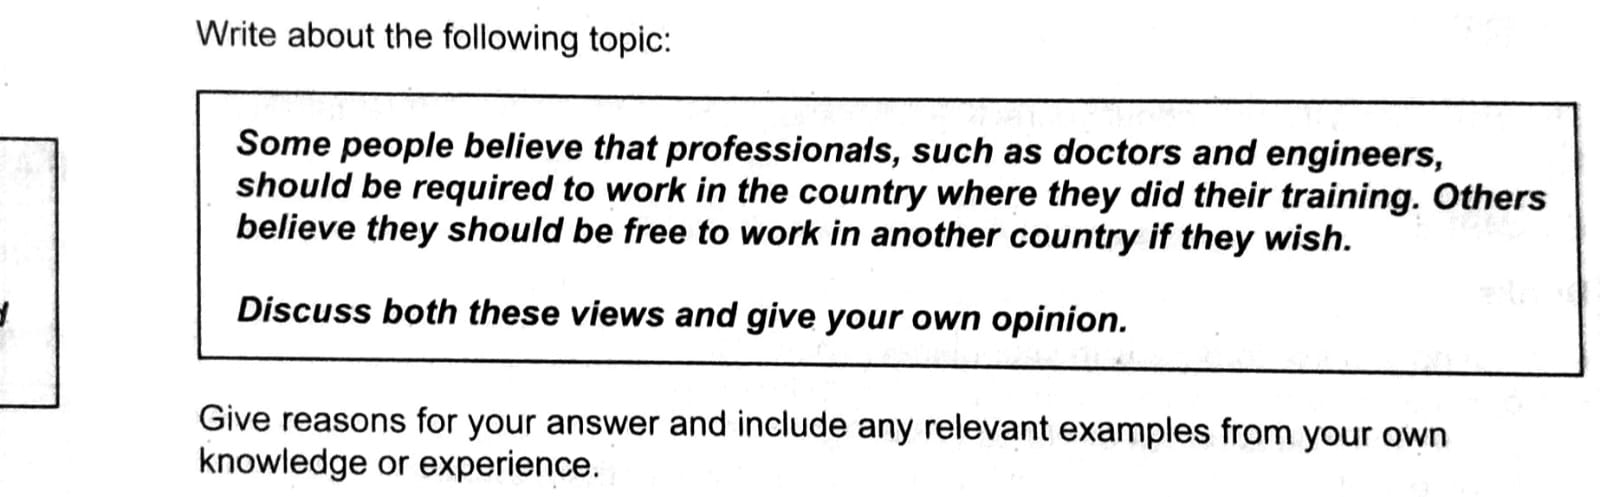 Write about the following topic:
Some people believe that professionals, such as doctors and engineers,
should be required to work in the country where they did their training. Others
believe they should be free to work in another country if they wish.
Discuss both these views and give your own opinion.
Give reasons for your answer and include any relevant examples from your own
knowledge or experience.